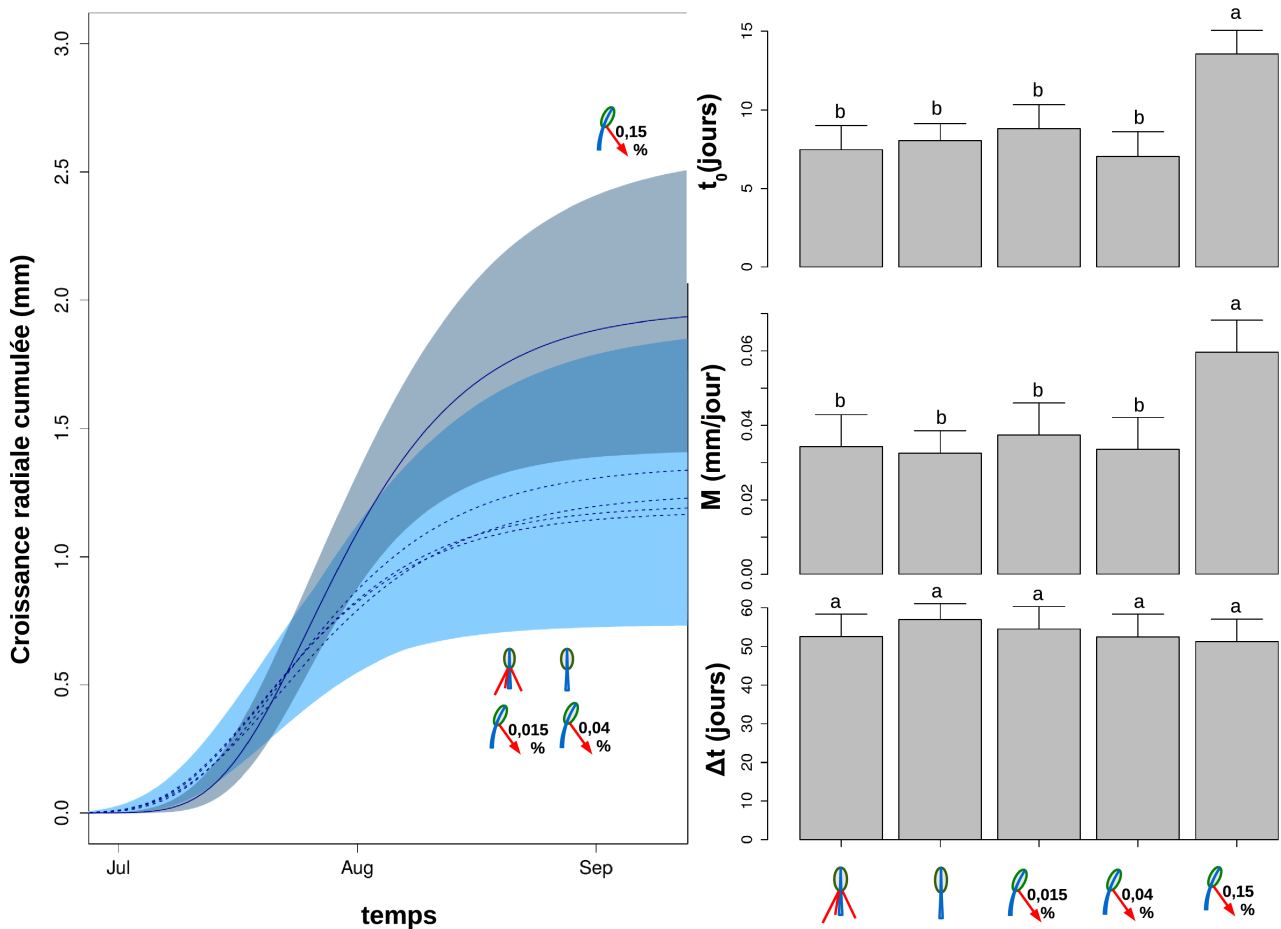 Croissance radiale cumulée (mm)
3.0
2.5
2.0
1.5
1.0
0.5
0.0
Jul
Aug
Sep
temps
0,15
%
0,015
%
0,04
%
t0(jours)
15
10
5
0
b
b
b
b
a
M (mm/jour)
0.06
0.04
0.02
0.00
b
b
b
b
a
Δt (jours)
60
50
40
30
20
10
0
a
a
a
a
a
0,015
%
0,04
%
0,15
%